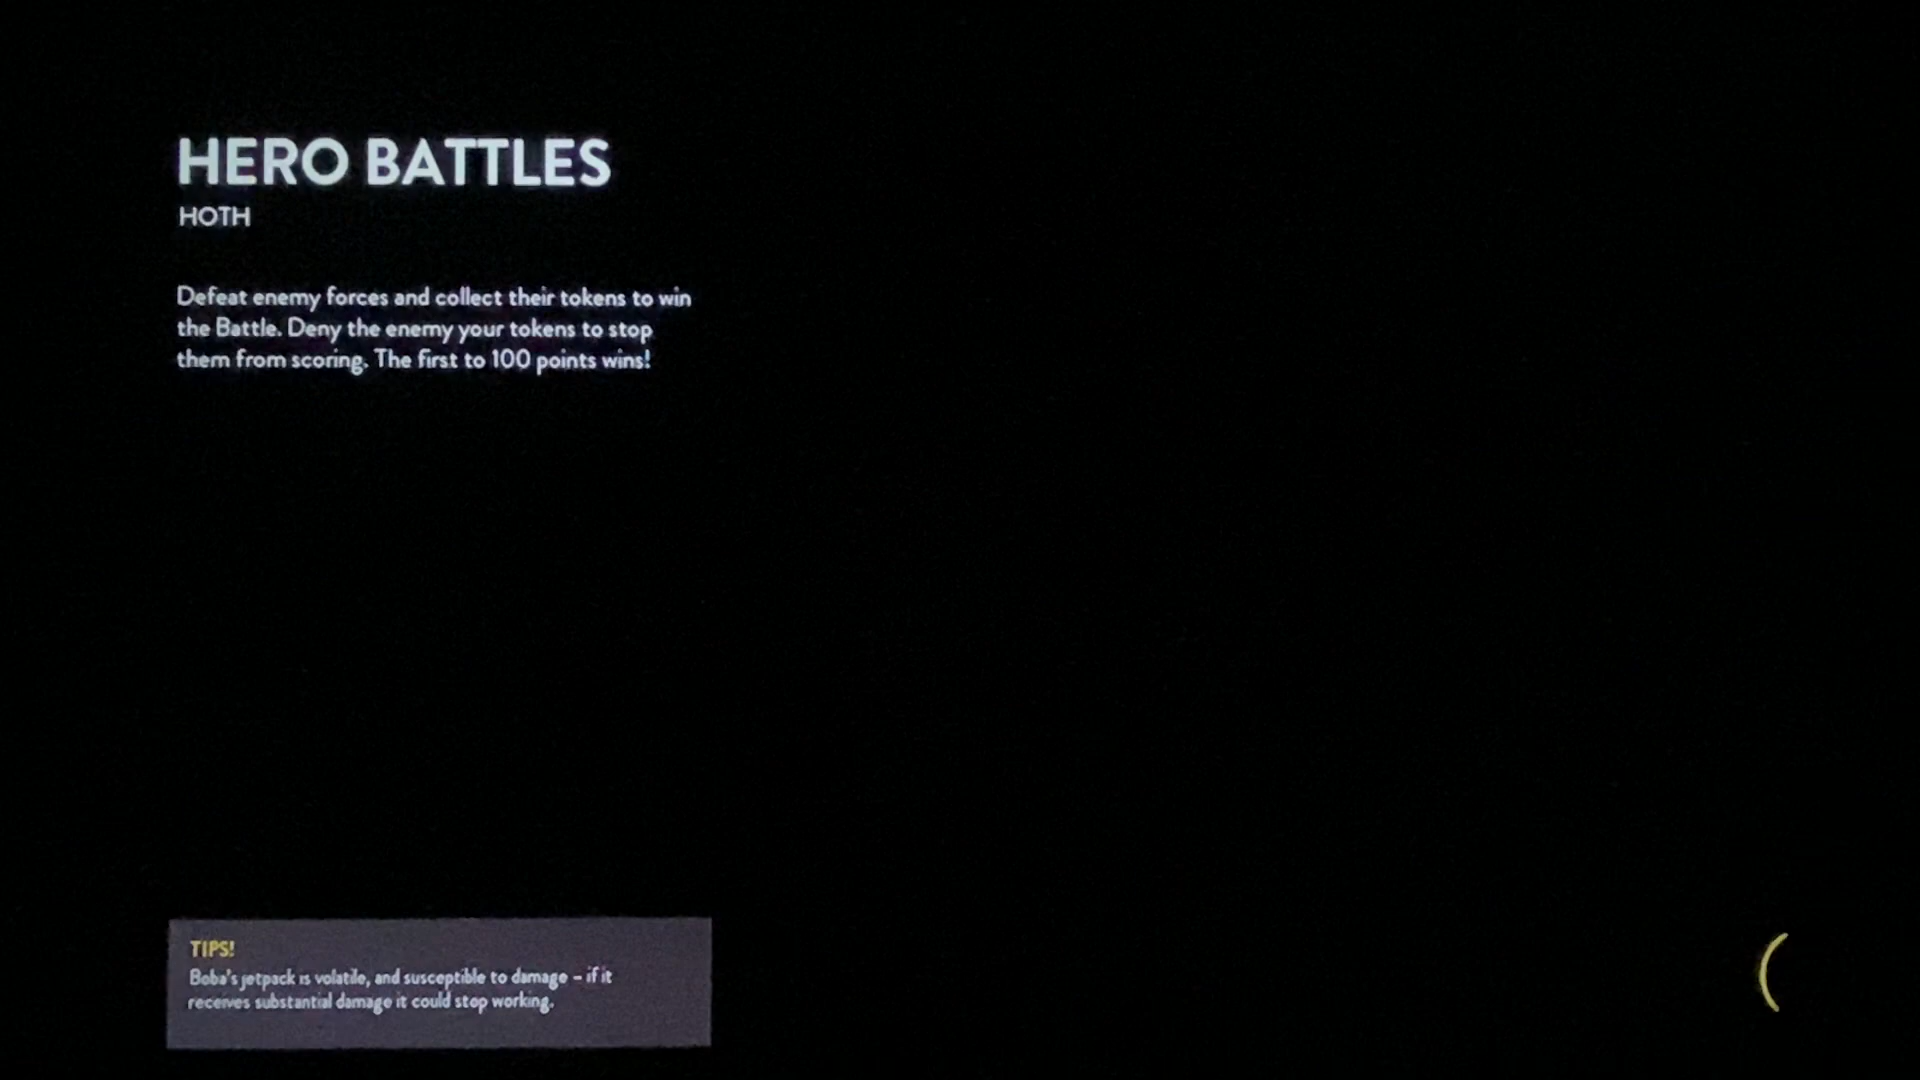 HERO BATTLES
HOTH
Defeat enemy forces and collect their tokens to win
the Battle. Deny the enemy your tokens to stop
them from scoring. The first to 100 points wins!
TIPS!
Boba's jetpack is volatile, and susceptible to damage – if it
receives substantial damage it could stop working.